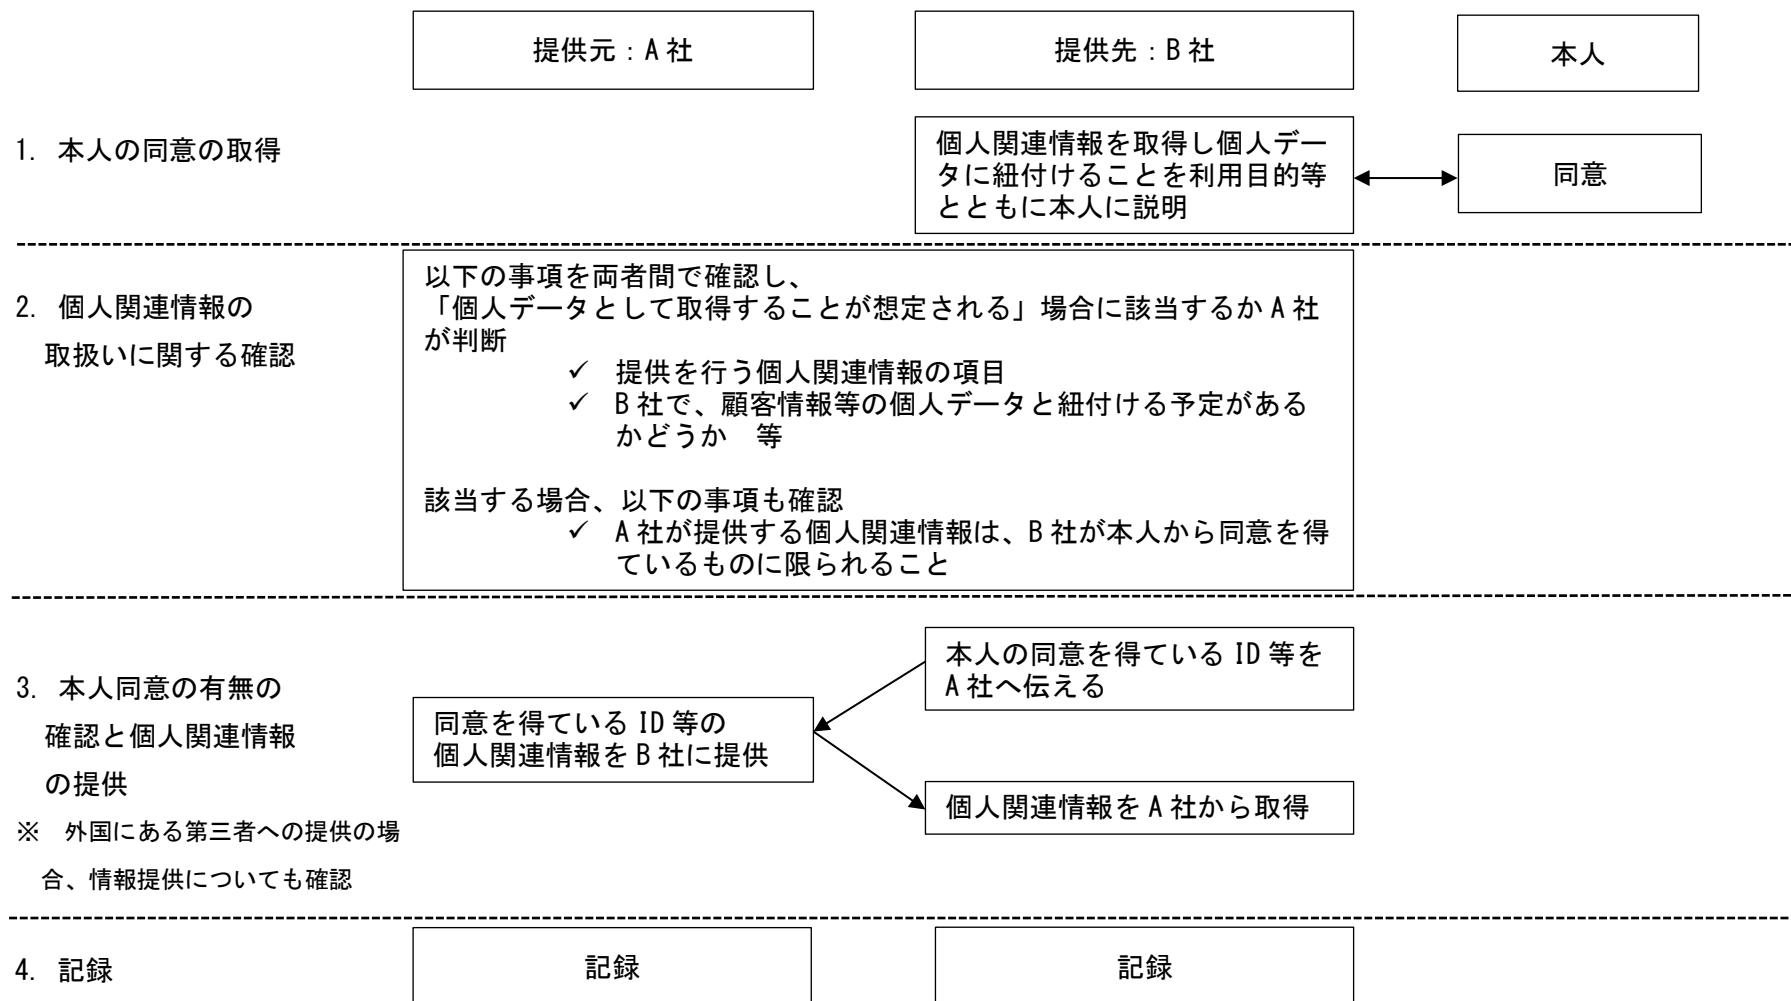 提供元：A社
提供先：B社
本人
1. 本人の同意の取得
個人関連情報を取得し個人デー
タに紐付けることを利用目的等
とともに本人に説明
同意
2. 個人関連情報の
取扱いに関する確認
以下の事項を両者間で確認し、
「個人データとして取得することが想定される」場合に該当するかA社
が判断
✓ 提供を行う個人関連情報の項目
✓ B社で、顧客情報等の個人データと紐付ける予定がある
かどうか　等
該当する場合、以下の事項も確認
✓ A社が提供する個人関連情報は、B社が本人から同意を得
ているものに限られること
3. 本人同意の有無の
確認と個人関連情報
の提供
※　外国にある第三者への提供の場
合、情報提供についても確認
本人の同意を得ているID等を
A社へ伝える
同意を得ているID等の
個人関連情報をB社に提供
個人関連情報をA社から取得
4. 記録
記録
記録